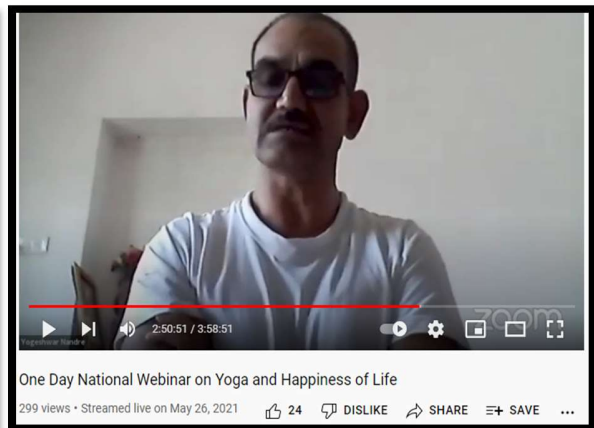 2:50:51 / 3:58:51
zoom
Yogeshwar Nandre
One Day National Webinar on Yoga and Happiness of Life
299 views • Streamed live on May 26, 2021 24 DISLIKE SHARE SAVE ...